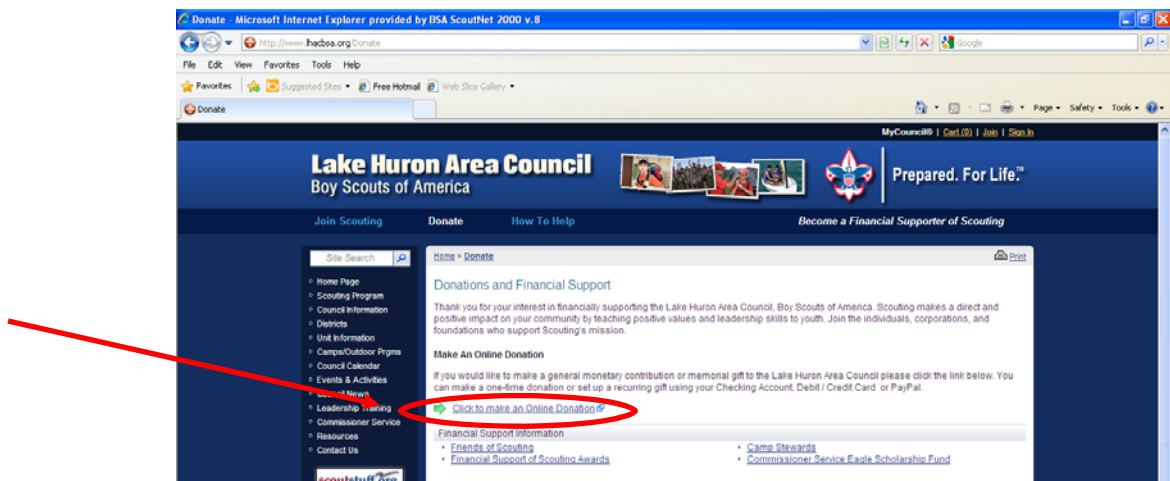 Donate - Microsoft Internet Explorer provided by BSA ScoutNet 2000 v.8
http://www.lhacbsa.org/Donate
Google
File Edit View Favorites Tools Help
Favorites Suggested Sites Free Hotmail Web Slice Gallery
Donate
Page Safety Tools
MyCouncil® | Cart (0) | Join | Sign In
Lake Huron Area Council
Boy Scouts of America
Prepared. For Life.™
Join Scouting Donate How To Help Become a Financial Supporter of Scouting
Site Search
Home Page
Scouting Program
Council Information
Districts
Unit Information
Camps/Outdoor Prgms
Council Calendar
Events & Activities
Council News
Leadership Training
Commissioner Service
Resources
Contact Us
scoutstuff.org
Home > Donate Print
Donations and Financial Support
Thank you for your interest in financially supporting the Lake Huron Area Council, Boy Scouts of America. Scouting makes a direct and
positive impact on your community by teaching positive values and leadership skills to youth. Join the individuals, corporations, and
foundations who support Scouting's mission.
Make An Online Donation
If you would like to make a general monetary contribution or memorial gift to the Lake Huron Area Council please click the link below. You
can make a one-time donation or set up a recurring gift using your Checking Account, Debit / Credit Card or PayPal.
Click to make an Online Donation
Financial Support Information
Friends of Scouting
Financial Support of Scouting Awards
Camp Stewards
Commissioner Service Eagle Scholarship Fund